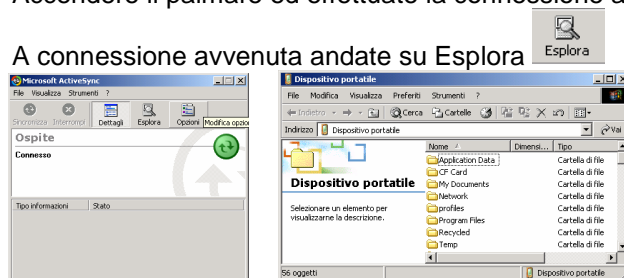 Accendere il palmare ed effettuato la connessione a
A connessione avvenuta andate su Esplora
Esplora
Microsoft ActiveSync
File Visualizza Strumenti ?
Sincronizza Interrompi Dettagli Esplora Opzioni Modifica opzio
Ospite
Connesso
Tipo informazioni Stato
Dispositivo portatile
File Modifica Visualizza Preferiti Strumenti ?
Indietro Cerca Cartelle
Indirizzo Dispositivo portatile Vai
Dispositivo portatile
Selezionare un elemento per
visualizzarne la descrizione.
Nome Dimensi... Tipo
Application Data Cartella di file
CF Card Cartella di file
My Documents Cartella di file
Network Cartella di file
profiles Cartella di file
Program Files Cartella di file
Recycled Cartella di file
Temp Cartella di file
56 oggetti Dispositivo portatile